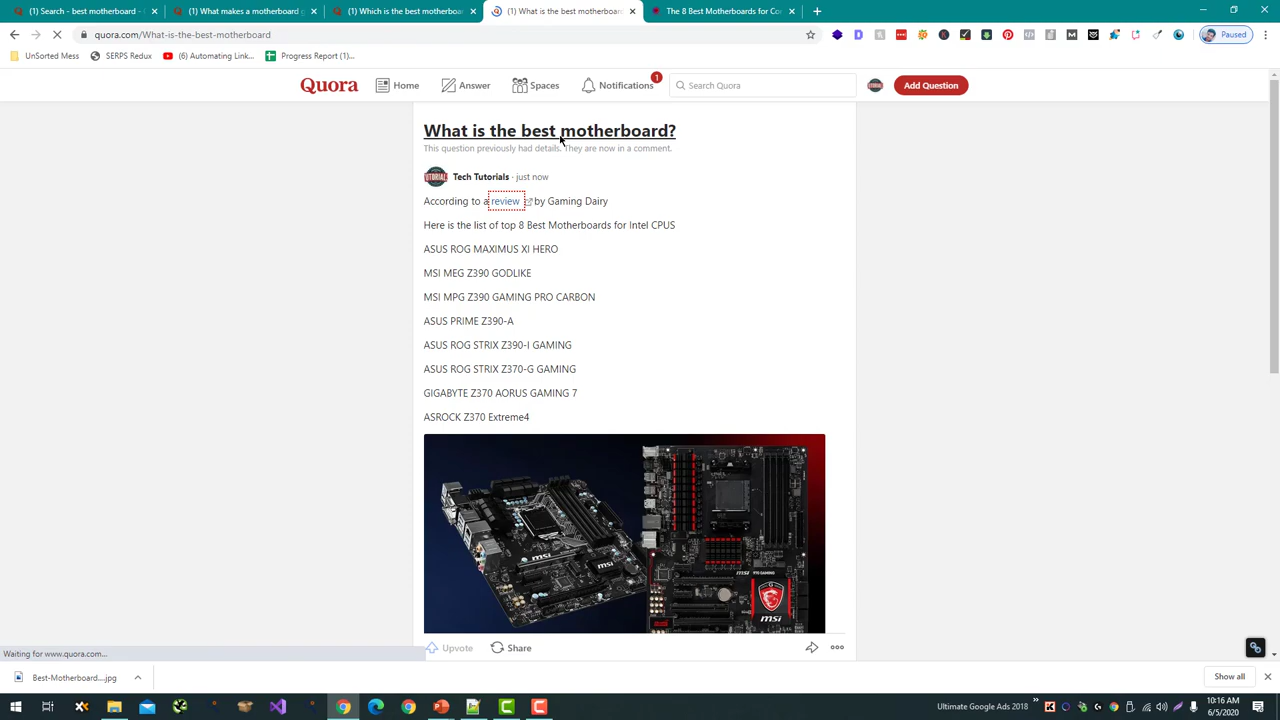 (1) Search - best motherboard -
(1) What makes a motherboard g
(1) Which is the best motherboa
(1) What is the best motherboard
The 8 Best Motherboards for Co
quora.com/What-is-the-best-motherboard
Paused
UnSorted Mess
SERPS Redux
(6) Automating Link...
Progress Report (1)...
Quora
Home
Answer
Spaces
Notifications
1
Search Quora
Add Question
What is the best motherboard?
This question previously had details. They are now in a comment.
Tech Tutorials · just now
According to a review by Gaming Dairy
Here is the list of top 8 Best Motherboards for Intel CPUS
ASUS ROG MAXIMUS XI HERO
MSI MEG Z390 GODLIKE
MSI MPG Z390 GAMING PRO CARBON
ASUS PRIME Z390-A
ASUS ROG STRIX Z390-I GAMING
ASUS ROG STRIX Z370-G GAMING
GIGABYTE Z370 AORUS GAMING 7
ASROCK Z370 Extreme4
msi
msi
msi
Upvote
Share
Waiting for www.quora.com...
Best-Motherboard....jpg
Show all
Ultimate Google Ads 2018
10:16 AM
6/5/2020